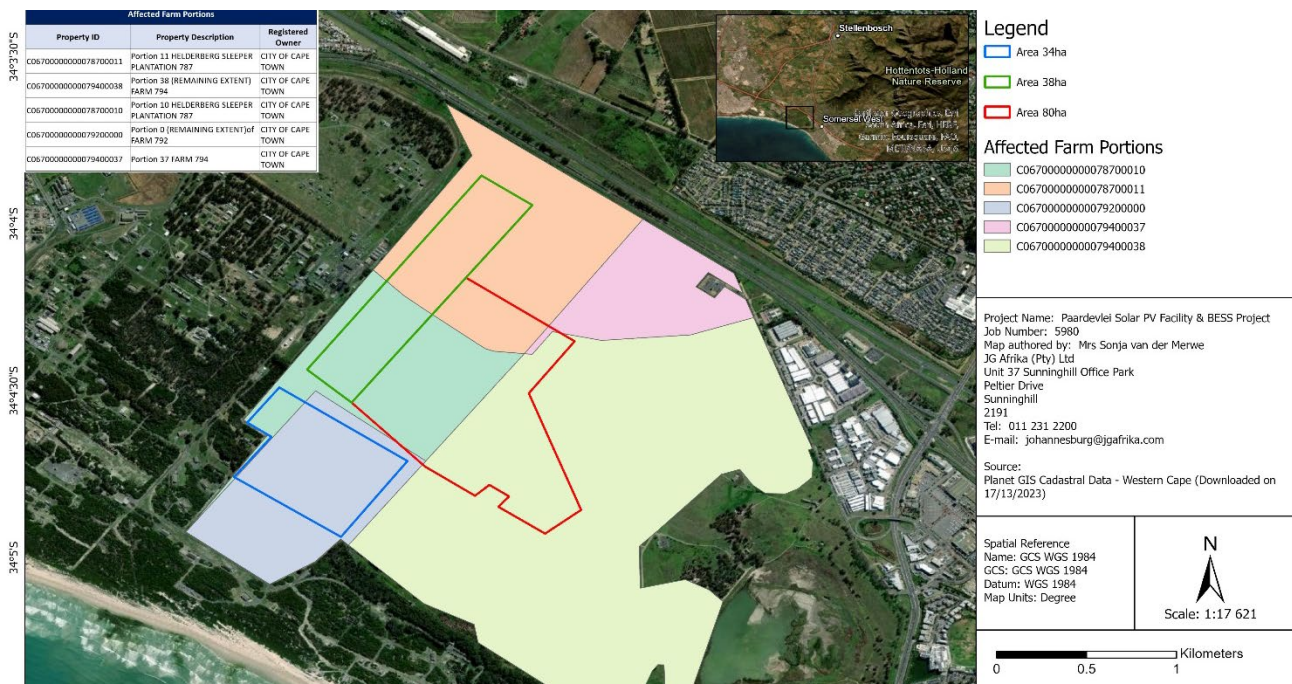 Affected Farm Portions
Property ID Property Description Registered Owner
C06700000000078700011 Portion 11 HELDERBERG SLEEPER PLANTATION 787 CITY OF CAPE TOWN
C06700000000079400038 Portion 38 (REMAINING EXTENT) FARM 794 CITY OF CAPE TOWN
C06700000000078700010 Portion 10 HELDERBERG SLEEPER PLANTATION 787 CITY OF CAPE TOWN
C06700000000079200000 Portion 0 (REMAINING EXTENT)of FARM 792 CITY OF CAPE TOWN
C06700000000079400037 Portion 37 FARM 794 CITY OF CAPE TOWN
34°3'30"S
34°4'S
34°4'30"S
34°5'S
Stellenbosch
Hottentots-Holland
Nature Reserve
Somerset West
Legend
Area 34ha
Area 38ha
Area 80ha
Affected Farm Portions
C06700000000078700010
C06700000000078700011
C06700000000079200000
C06700000000079400037
C06700000000079400038
Project Name: Paardevlei Solar PV Facility & BESS Project
Job Number: 5980
Map authored by: Mrs Sonja van der Merwe
JG Afrika (Pty) Ltd
Unit 37 Sunninghill Office Park
Peltier Drive
Sunninghill
2191
Tel: 011 231 2200
E-mail: johannesburg@jgafrika.com
Source:
Planet GIS Cadastral Data - Western Cape (Downloaded on
17/13/2023)
Spatial Reference
Name: GCS WGS 1984
GCS: GCS WGS 1984
Datum: WGS 1984
Map Units: Degree
N
Scale: 1:17 621
Kilometers
0 0.5 1